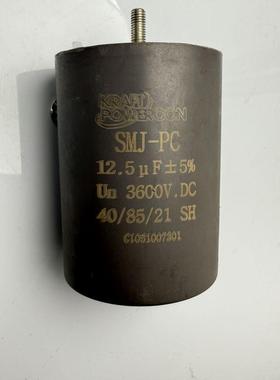 KRAFT
POWERCON
SMJ-PC
12.5μF±5%
Un 3600V.DC
40/85/21 SH
C1051007301